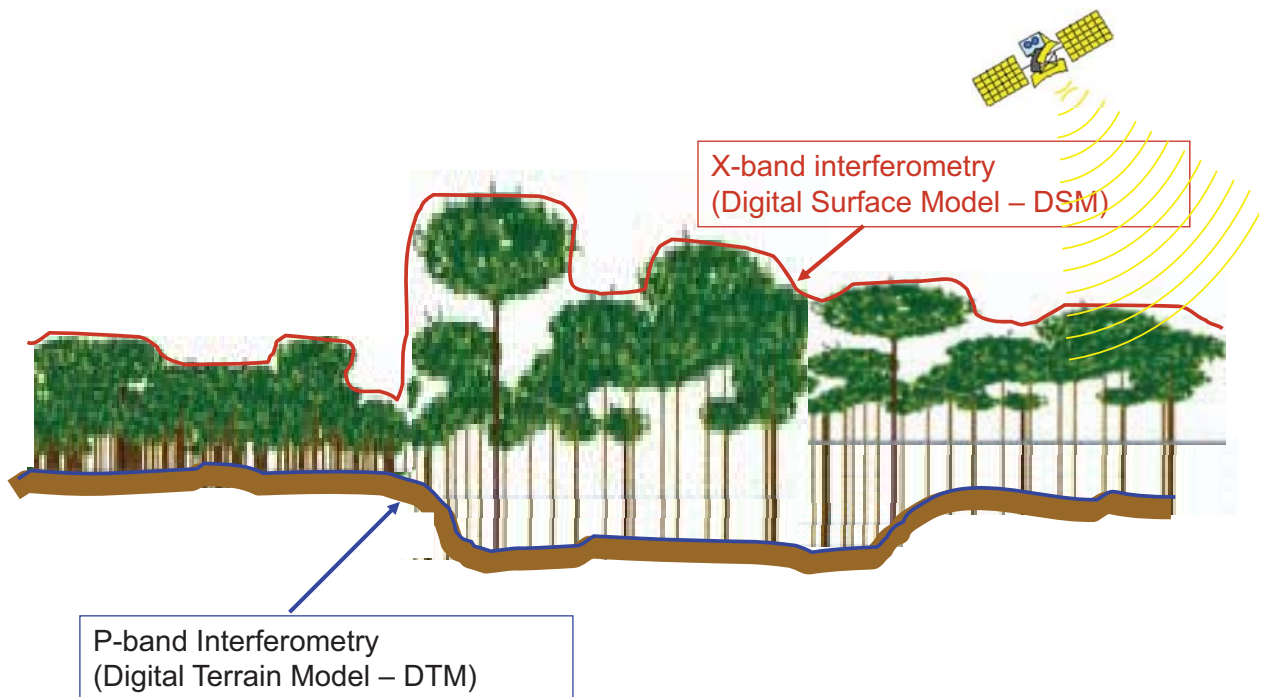 X-band interferometry
(Digital Surface Model – DSM)
P-band Interferometry
(Digital Terrain Model – DTM)